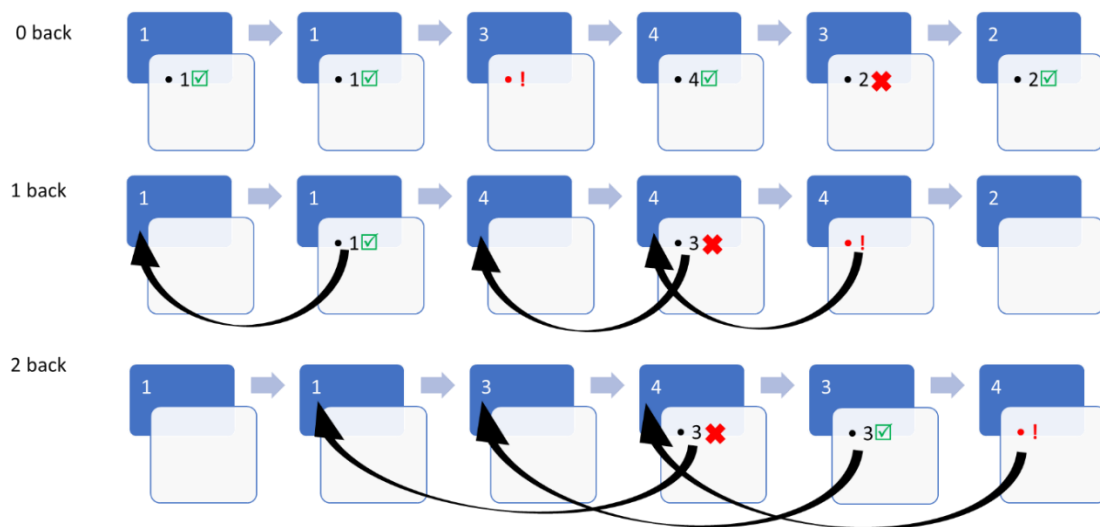 0 back
1 1 3 4 3 2
• 1☑ • 1☑ • ! • 4☑ • 2✖ • 2☑
1 back
1 1 4 4 4 2
• 1☑ • 3✖ • !
2 back
1 1 3 4 3 4
• 3✖ • 3☑ • !